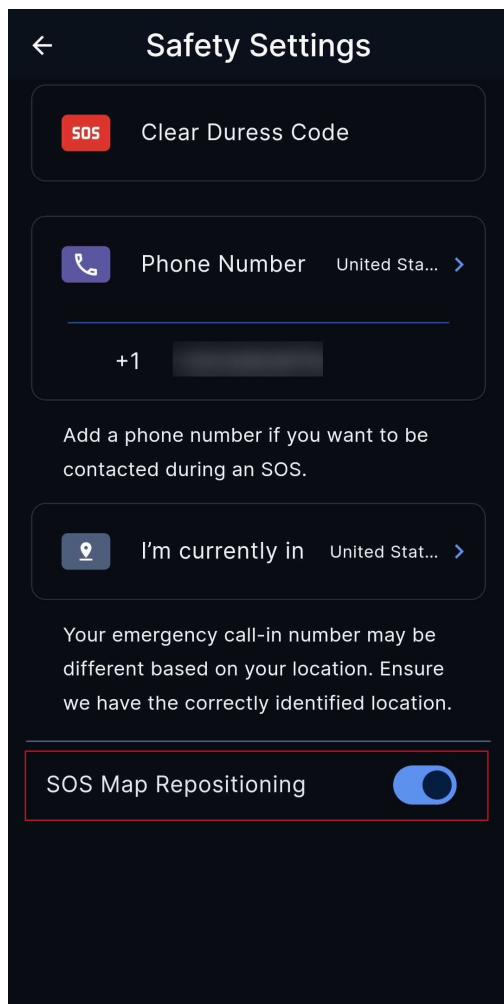 Safety Settings
SOS Clear Duress Code
Phone Number United Sta...
+1
Add a phone number if you want to be
contacted during an SOS.
I'm currently in United Stat...
Your emergency call-in number may be
different based on your location. Ensure
we have the correctly identified location.
SOS Map Repositioning